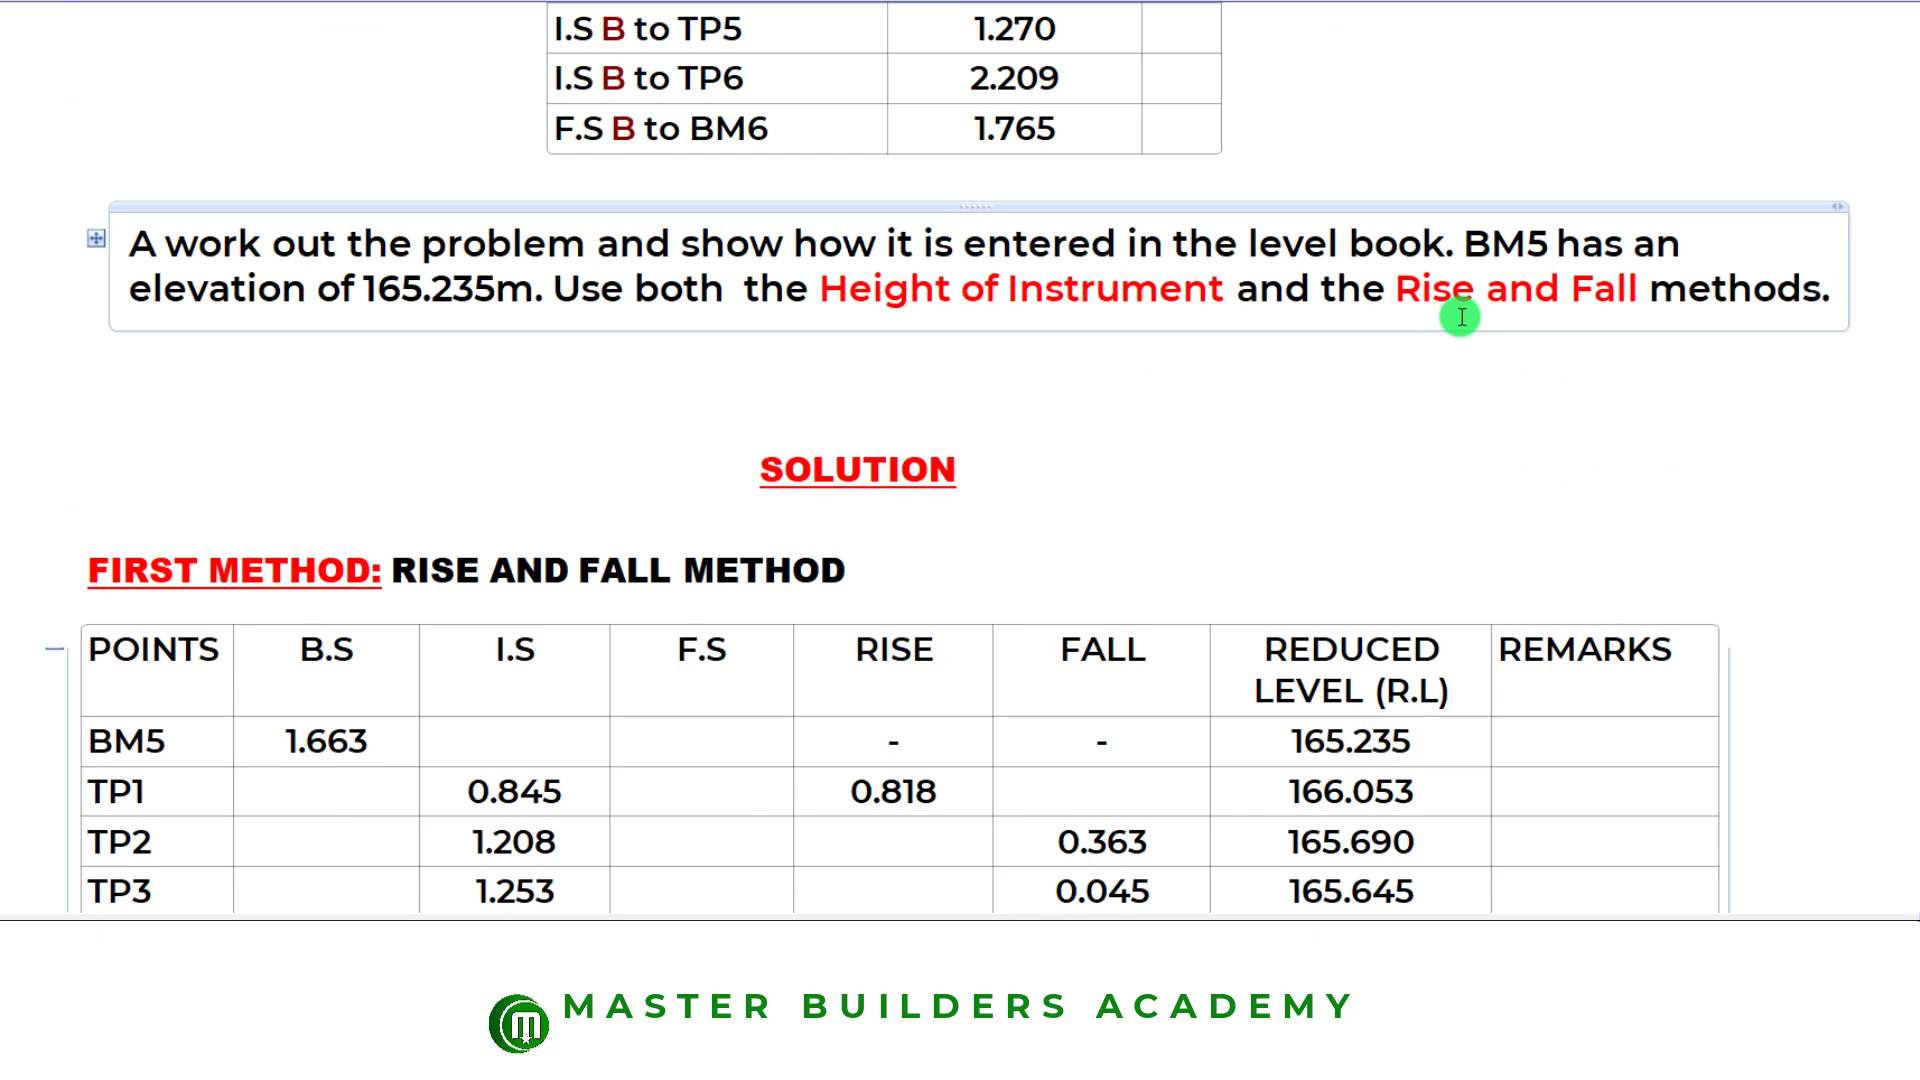 I.S B to TP5 1.270
I.S B to TP6 2.209
F.S B to BM6 1.765
A work out the problem and show how it is entered in the level book. BM5 has an
elevation of 165.235m. Use both the Height of Instrument and the Rise and Fall methods.
SOLUTION
FIRST METHOD: RISE AND FALL METHOD
POINTS B.S I.S F.S RISE FALL REDUCED LEVEL (R.L) REMARKS
BM5 1.663 - - 165.235
TP1 0.845 0.818 166.053
TP2 1.208 0.363 165.690
TP3 1.253 0.045 165.645
MASTER BUILDERS ACADEMY